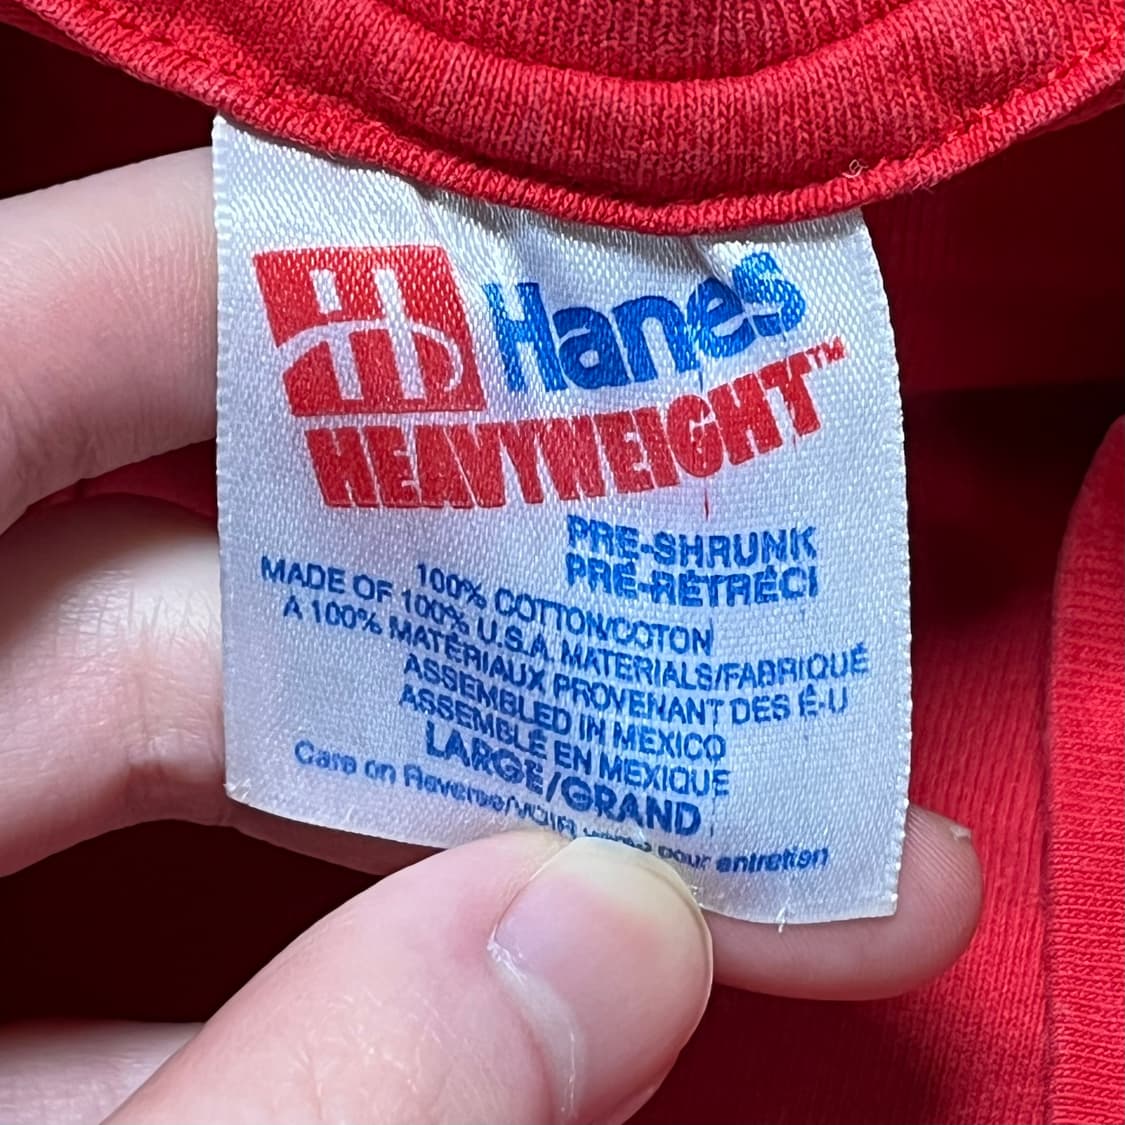 Hanes
HEAVYWEIGHT™
PRE-SHRUNK
PRÉ-RÉTRÉCI
100% COTTON/COTON
MADE OF 100% U.S.A. MATERIALS/FABRIQUÉ
A 100% MATÉRIAUX PROVENANT DES É-U
ASSEMBLED IN MEXICO
ASSEMBLÉ EN MEXIQUE
LARGE/GRAND
Care on Reverse/VOIR pour entretien